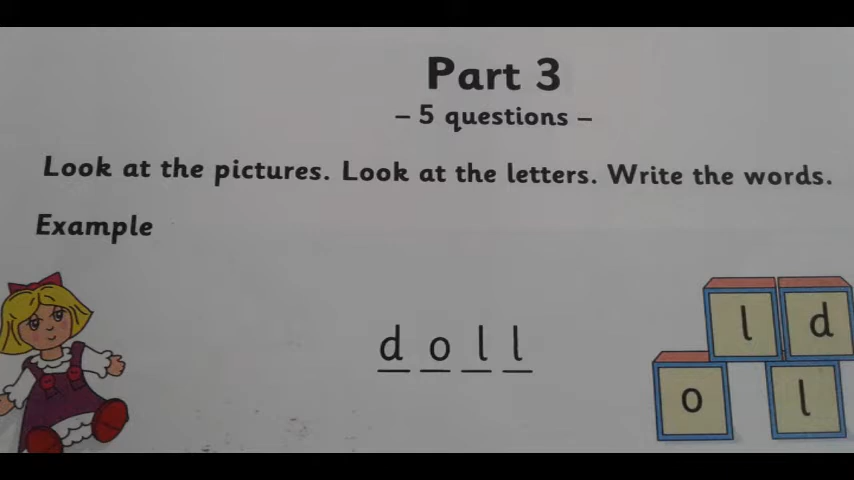 Part 3
– 5 questions –
Look at the pictures. Look at the letters. Write the words.
Example
d o l l
l d
o l